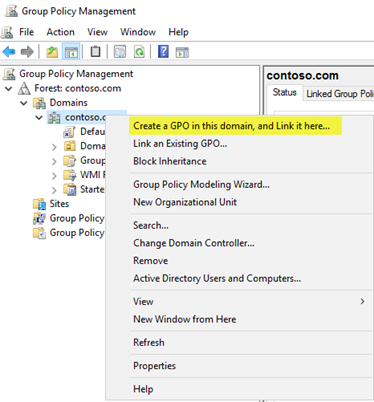 Group Policy Management
File Action View Window Help
Group Policy Management
Forest: contoso.com
Domains
contoso.c
Defau
Doma
Group
WMI F
Starte
Sites
Group Policy
Group Policy
contoso.com
Status Linked Group Poli
Create a GPO in this domain, and Link it here...
Link an Existing GPO...
Block Inheritance
Group Policy Modeling Wizard...
New Organizational Unit
Search...
Change Domain Controller...
Remove
Active Directory Users and Computers...
View
New Window from Here
Refresh
Properties
Help